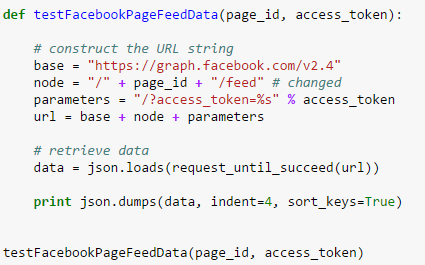 def testFacebookPageFeedData(page_id, access_token):
    # construct the URL string
    base = "https://graph.facebook.com/v2.4"
    node = "/" + page_id + "/feed" # changed
    parameters = "/?access_token=%s" % access_token
    url = base + node + parameters
    # retrieve data
    data = json.loads(request_until_succeed(url))
    print json.dumps(data, indent=4, sort_keys=True)
testFacebookPageFeedData(page_id, access_token)